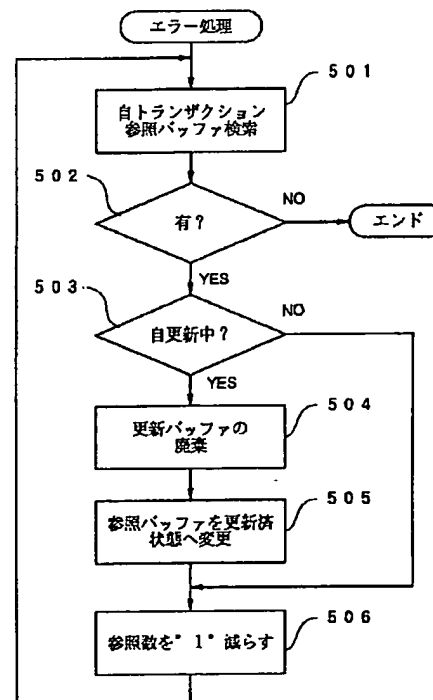 エラー処理
501
自トランザクション
参照バッファ検索
502
有?
NO
エンド
YES
503
自更新中?
NO
YES
504
更新バッファの
廃棄
505
参照バッファを更新済
状態へ変更
506
参照数を"1"減らす